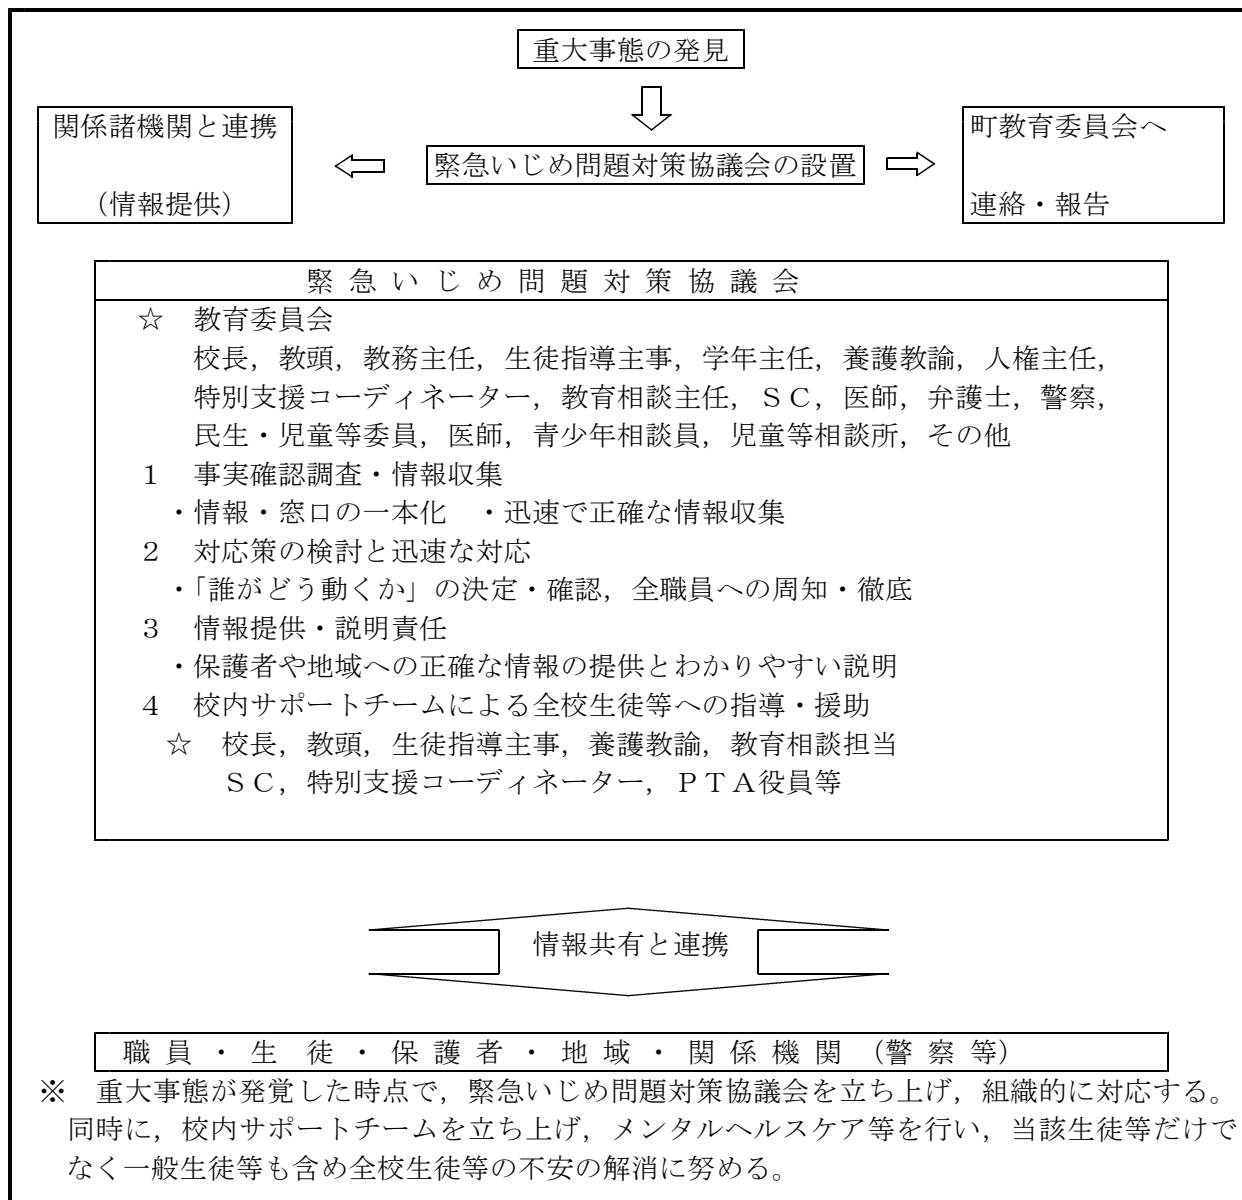 重大事態の発見
関係諸機関と連携
(情報提供)
緊急いじめ問題対策協議会の設置
町教育委員会へ
連絡・報告
緊急いじめ問題対策協議会
☆ 教育委員会
校長，教頭，教務主任，生徒指導主事，学年主任，養護教諭，人権主任，
特別支援コーディネーター，教育相談主任，ＳＣ，医師，弁護士，警察，
民生・児童等委員，医師，青少年相談員，児童等相談所，その他
１ 事実確認調査・情報収集
・情報・窓口の一本化 ・迅速で正確な情報収集
２ 対応策の検討と迅速な対応
・「誰がどう動くか」の決定・確認，全職員への周知・徹底
３ 情報提供・説明責任
・保護者や地域への正確な情報の提供とわかりやすい説明
４ 校内サポートチームによる全校生徒等への指導・援助
☆ 校長，教頭，生徒指導主事，養護教諭，教育相談担当
ＳＣ，特別支援コーディネーター，ＰＴＡ役員等
情報共有と連携
職員・生徒・保護者・地域・関係機関（警察等）
※ 重大事態が発覚した時点で，緊急いじめ問題対策協議会を立ち上げ，組織的に対応する。
同時に，校内サポートチームを立ち上げ，メンタルヘルスケア等を行い，当該生徒等だけで
なく一般生徒等も含め全校生徒等の不安の解消に努める。